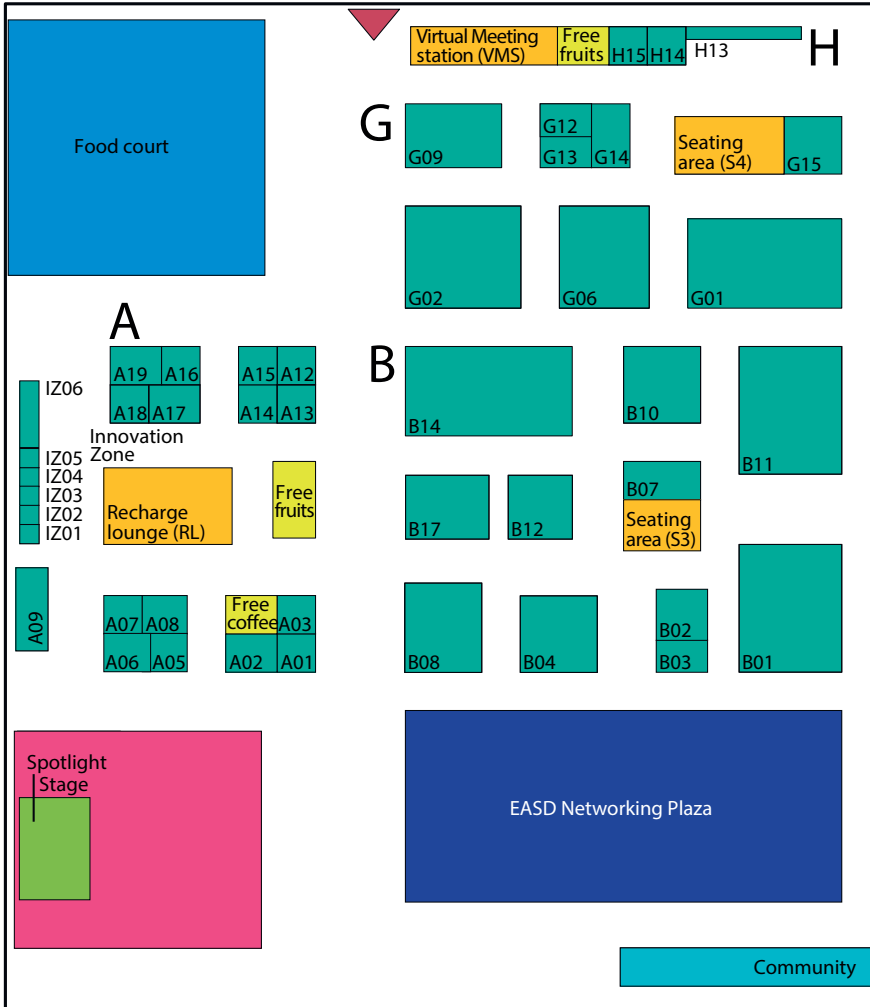 Virtual Meeting
station (VMS)
Free
fruits
H15
H14
H13
H
Food court
G
G09
G12
G13
G14
Seating
area (S4)
G15
G02
G06
G01
A
A19
A16
A18
A17
A15
A12
A14
A13
B
B14
B10
B11
IZ06
IZ05
IZ04
IZ03
IZ02
IZ01
Innovation
Zone
Recharge
lounge (RL)
Free
fruits
B17
B12
B07
Seating
area (S3)
A09
A07
A08
A06
A05
Free
coffee
A03
A02
A01
B08
B04
B02
B03
B01
Spotlight
Stage
EASD Networking Plaza
Community